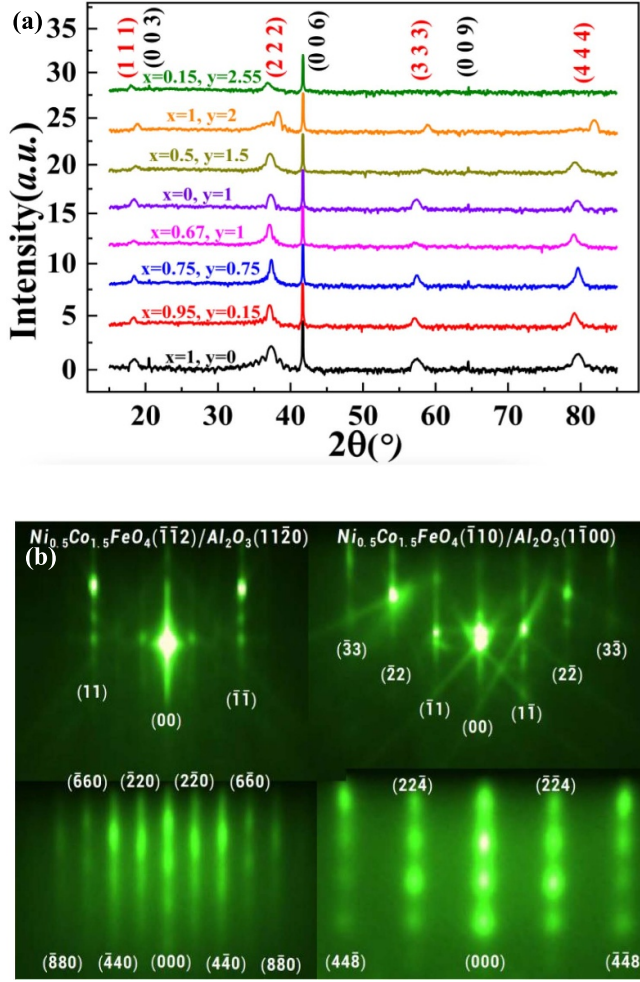 (a)
(1 1 1)
(0 0 3)
(2 2 2)
(0 0 6)
(3 3 3)
(0 0 9)
(4 4 4)
35
30
25
20
15
10
5
0
Intensity(a.u.)
x=0.15, y=2.55
x=1, y=2
x=0.5, y=1.5
x=0, y=1
x=0.67, y=1
x=0.75, y=0.75
x=0.95, y=0.15
x=1, y=0
20 30 40 50 60 70 80
2θ(°)
(b)
Ni₀.₅Co₁.₅FeO₄(1̄1̄2)/Al₂O₃(112̄0)
(11) (00) (1̄1̄)
Ni₀.₅Co₁.₅FeO₄(1̄10)/Al₂O₃(11̄00)
(3̄3) (2̄2) (1̄1) (00) (11̄) (22̄) (33̄)
(6̄60) (2̄20) (22̄0) (66̄0)
(8̄80) (4̄40) (000) (44̄0) (88̄0)
(224̄) (2̄2̄4)
(448̄) (000) (4̄4̄8)